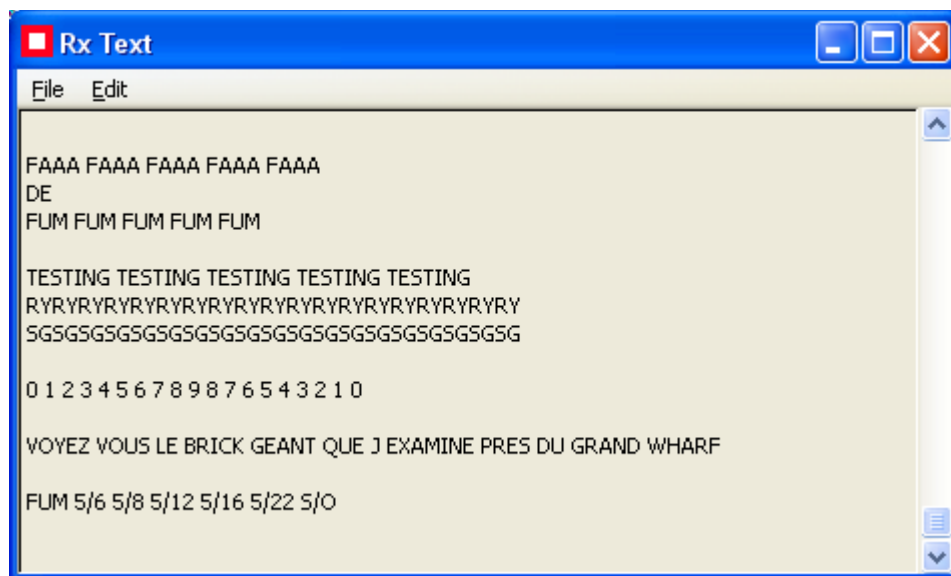 Rx Text
File Edit
FAAA FAAA FAAA FAAA FAAA
DE
FUM FUM FUM FUM FUM
TESTING TESTING TESTING TESTING TESTING
RYRYRYRYRYRYRYRYRYRYRYRYRYRYRYRYRYRYRY
SGSGSGSGSGSGSGSGSGSGSGSGSGSGSGSGSGSGSG
0 1 2 3 4 5 6 7 8 9 8 7 6 5 4 3 2 1 0
VOYEZ VOUS LE BRICK GEANT QUE J EXAMINE PRES DU GRAND WHARF
FUM 5/6 5/8 5/12 5/16 5/22 S/O